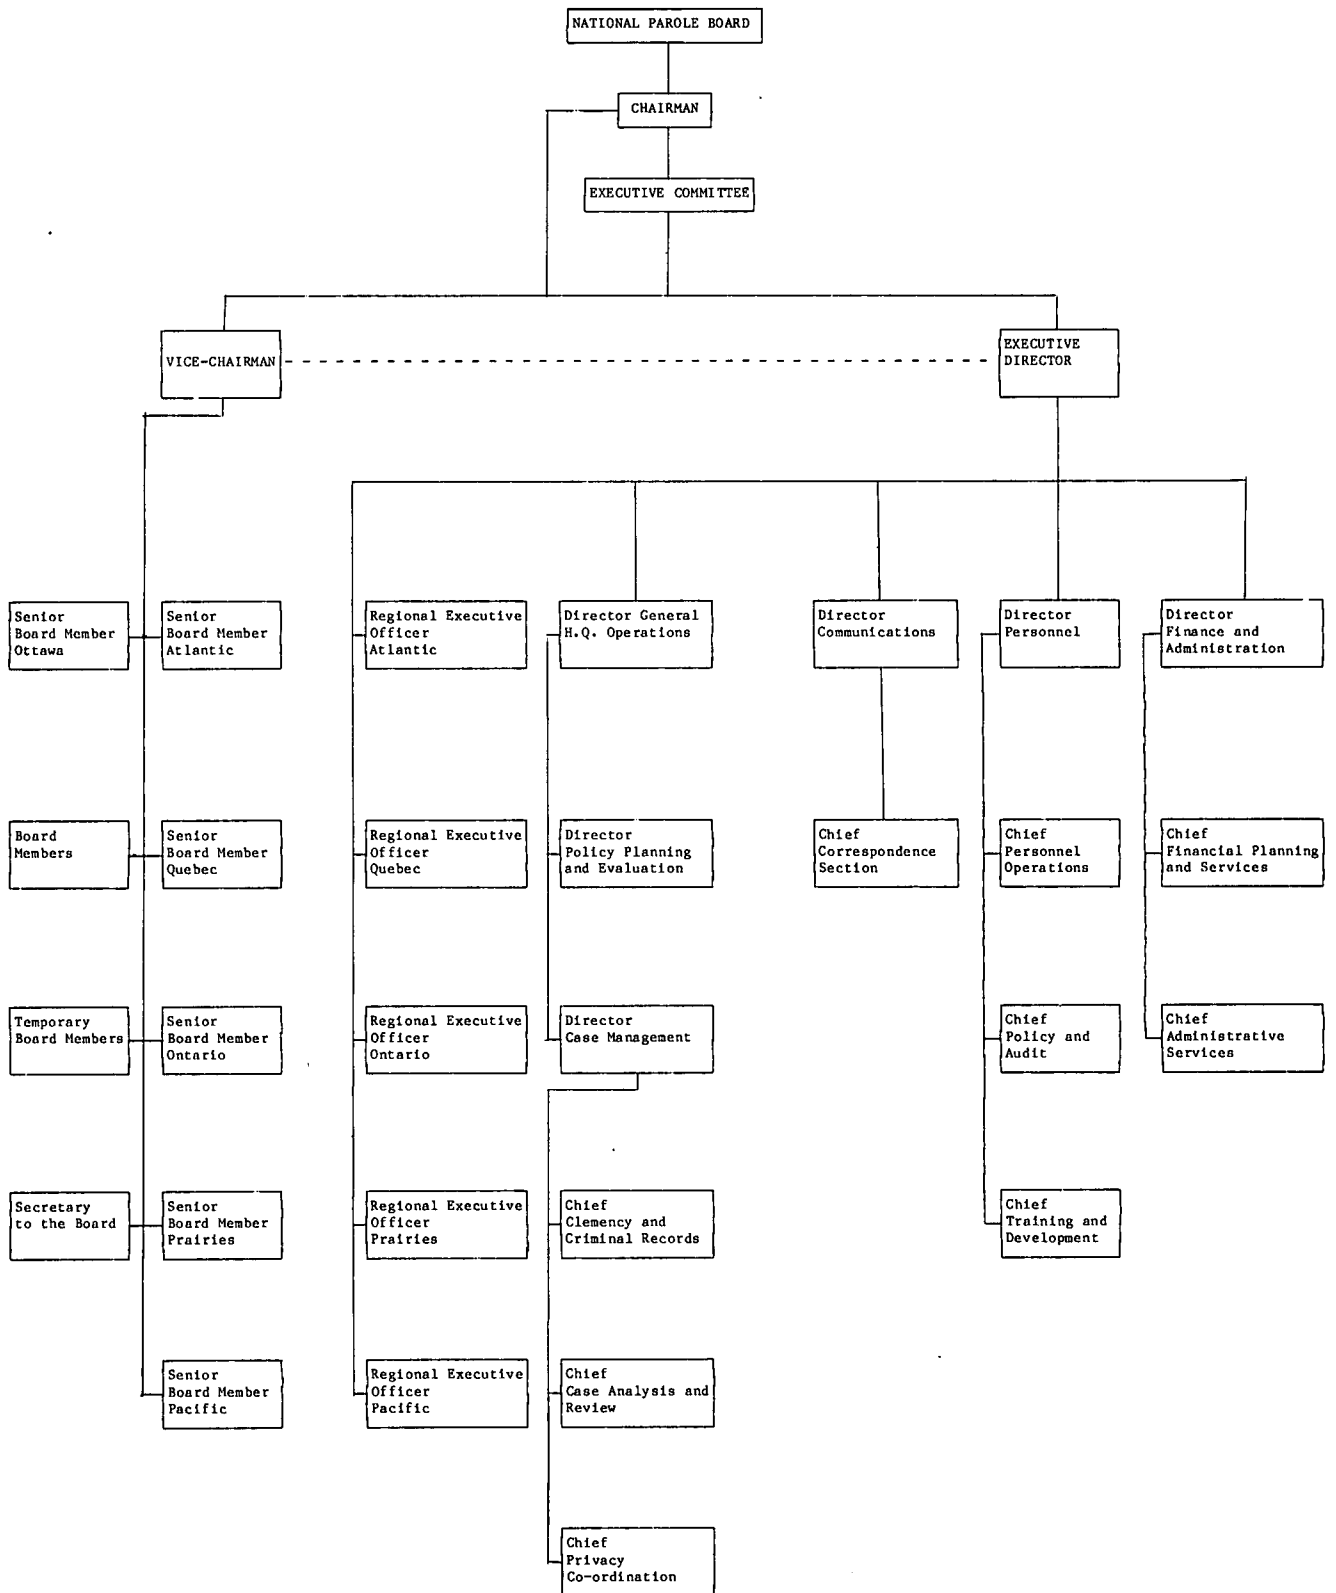 NATIONAL PAROLE BOARD
CHAIRMAN
EXECUTIVE COMMITTEE
VICE-CHAIRMAN
EXECUTIVE
DIRECTOR
Senior
Board Member
Ottawa
Senior
Board Member
Atlantic
Regional Executive
Officer
Atlantic
Director General
H.Q. Operations
Director
Communications
Director
Personnel
Director
Finance and
Administration
Board
Members
Senior
Board Member
Quebec
Regional Executive
Officer
Quebec
Director
Policy Planning
and Evaluation
Chief
Correspondence
Section
Chief
Personnel
Operations
Chief
Financial Planning
and Services
Temporary
Board Members
Senior
Board Member
Ontario
Regional Executive
Officer
Ontario
Director
Case Management
Chief
Policy and
Audit
Chief
Administrative
Services
Secretary
to the Board
Senior
Board Member
Prairies
Regional Executive
Officer
Prairies
Chief
Clemency and
Criminal Records
Chief
Training and
Development
Senior
Board Member
Pacific
Regional Executive
Officer
Pacific
Chief
Case Analysis and
Review
Chief
Privacy
Co-ordination